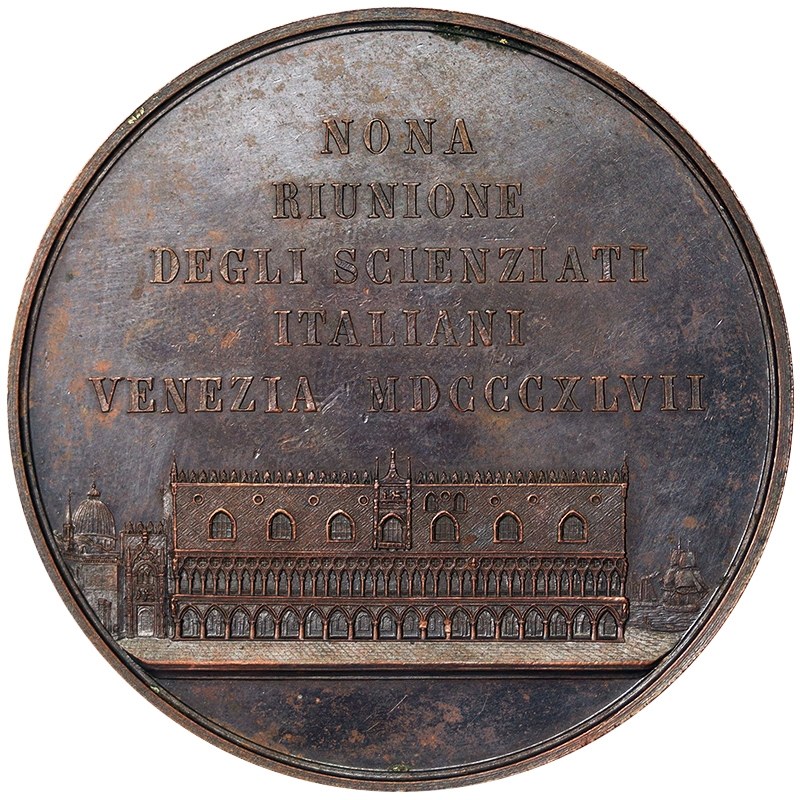 NONA
RIUNIONE
DEGLI SCIENZIATI
ITALIANI
VENEZIA MDCCCXLVII